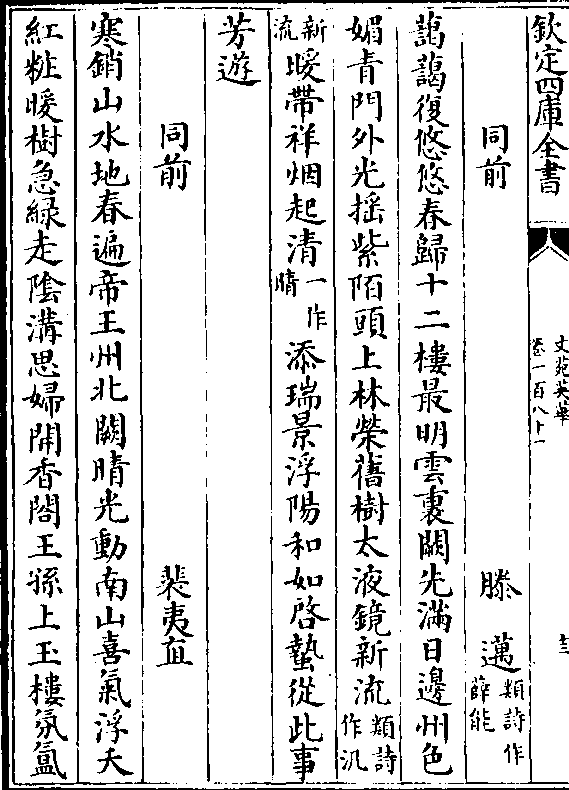 欽定四庫全書
文苑英華
卷一百八十一
十三
同前
滕邁類詩作薛能
藹藹復悠悠春歸十二樓最明雲裏闕先滿日邊州色
媚青門外光揺紫陌頭上林榮舊樹太液鏡新流類詩作汎
新流暖帶祥烟起清一作晴添瑞景浮陽和如啓蟄從此事
芳遊
同前
裴夷直
寒銷山水地春遍帝王州北闕晴光動南山喜氣浮夭
紅粧暖樹急綠走陰溝思婦開香閤王孫上玉樓氛氲